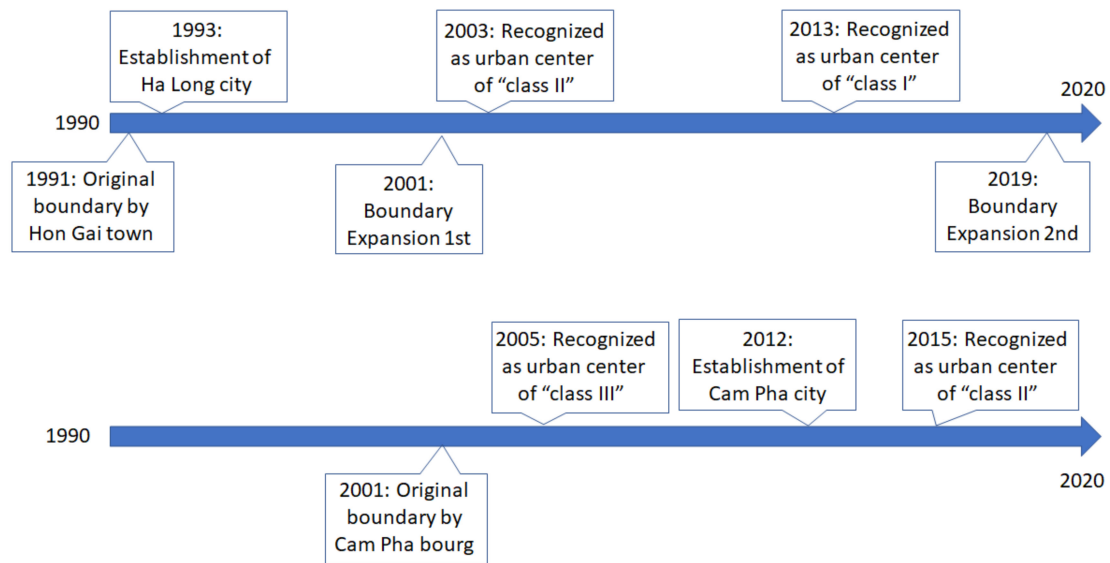 1993:
Establishment of
Ha Long city
2003: Recognized
as urban center
of “class II”
2013: Recognized
as urban center
of “class I”
2020
1990
1991: Original
boundary by
Hon Gai town
2001:
Boundary
Expansion 1st
2019:
Boundary
Expansion 2nd
2005: Recognized
as urban center
of “class III”
2012:
Establishment of
Cam Pha city
2015: Recognized
as urban center
of “class II”
1990
2020
2001: Original
boundary by
Cam Pha bourg